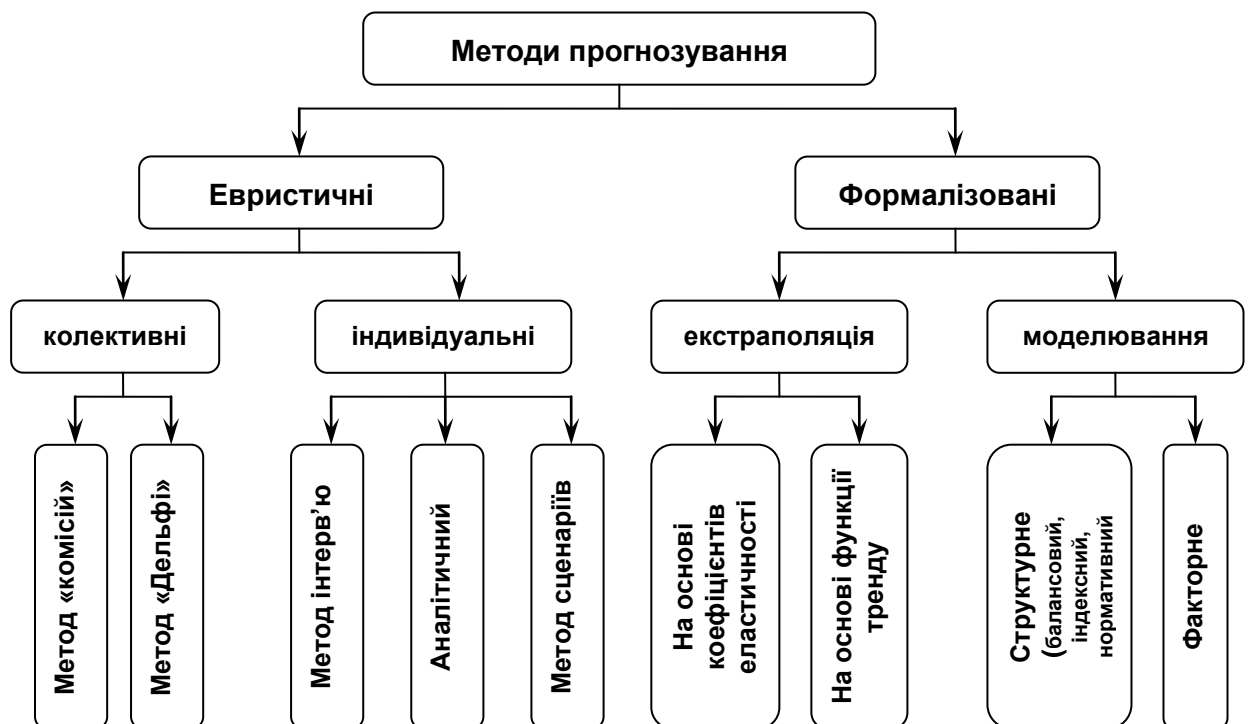 Методи прогнозування
Евристичні
Формалізовані
колективні
індивідуальні
екстраполяція
моделювання
Метод «комісій»
Метод «Дельфі»
Метод інтерв’ю
Аналітичний
Метод сценаріїв
На основі
коефіцієнтів
еластичності
На основі функції
тренду
Структурне
(балансовий,
індексний,
нормативний
Факторне